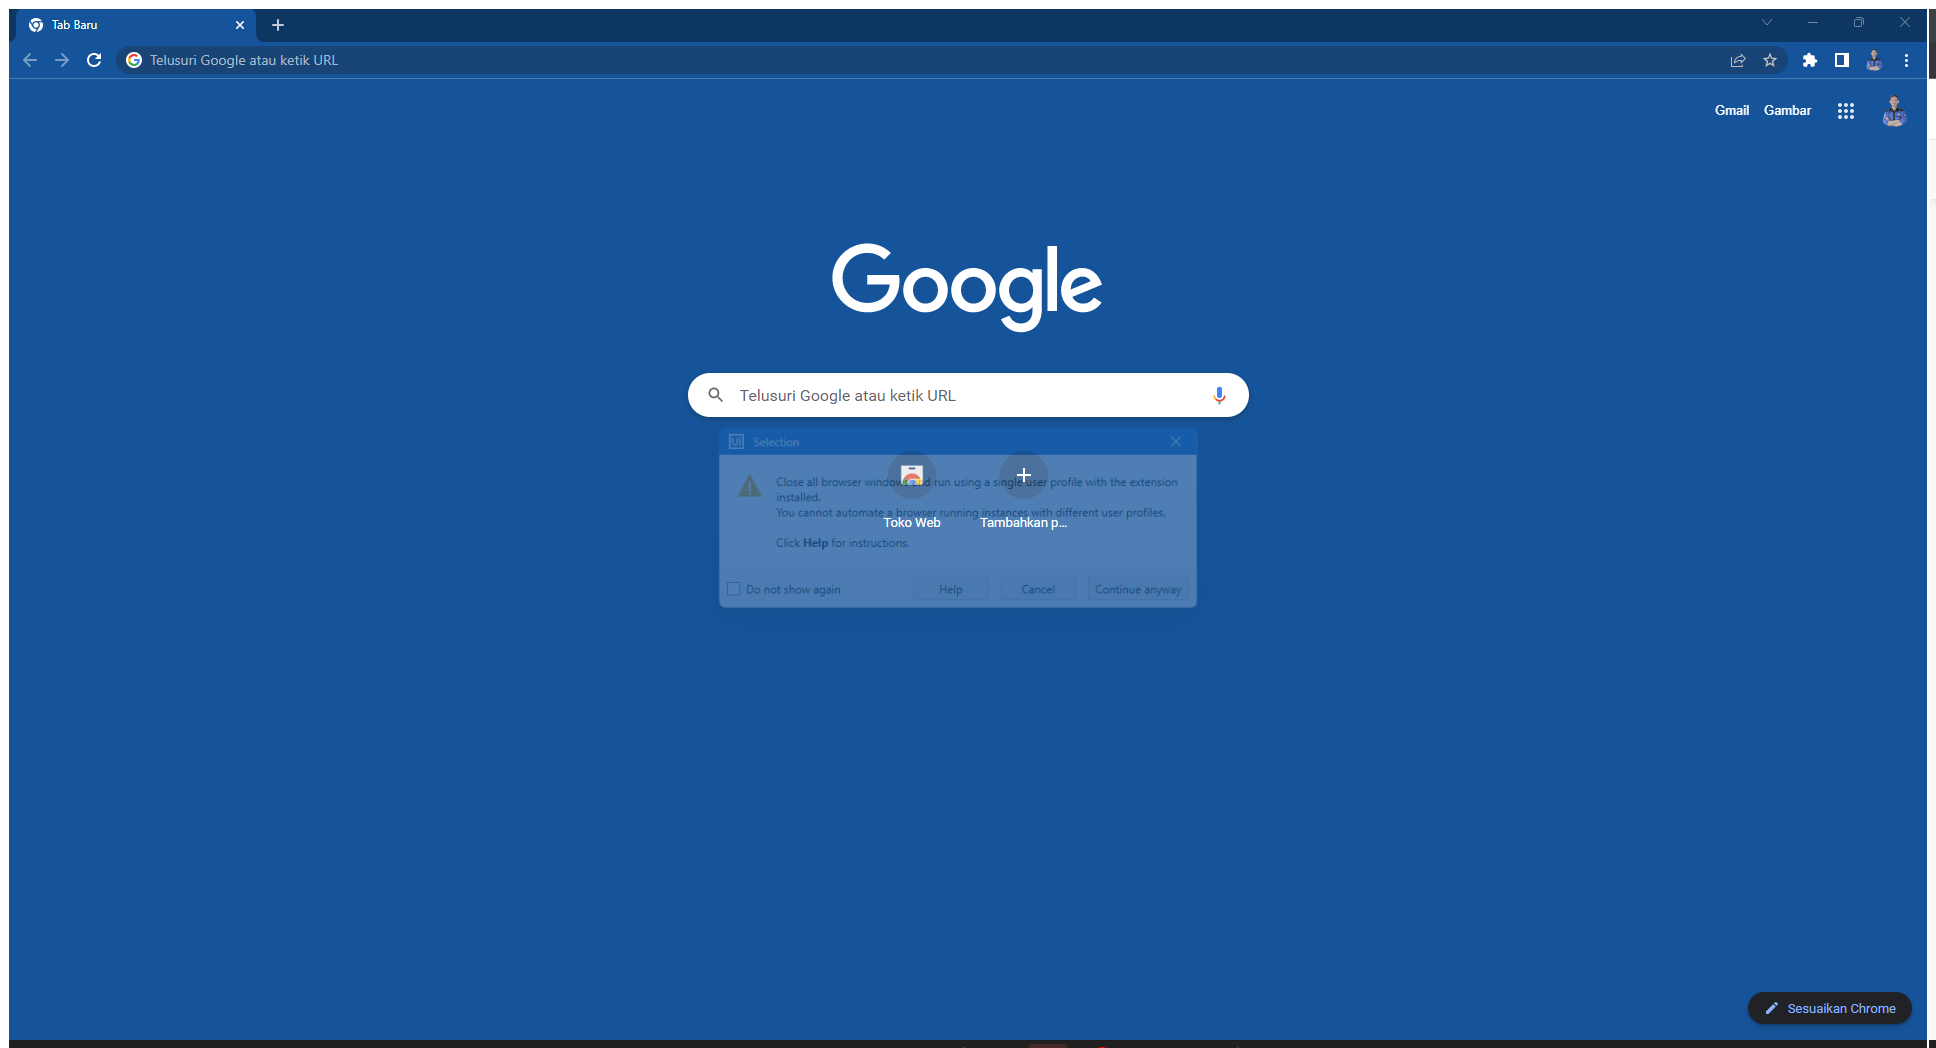 Tab Baru
Telusuri Google atau ketik URL
Gmail Gambar
Google
Telusuri Google atau ketik URL
Ui Selection
Close all browser windows and run using a single user profile with the extension
installed.
You cannot automate a browser running instances with different user profiles.
Toko Web
Tambahkan p...
Click Help for instructions.
Do not show again
Help
Cancel
Continue anyway
Sesuaikan Chrome